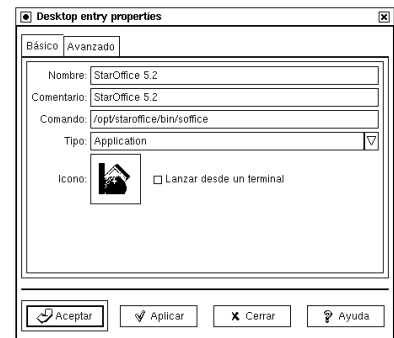 Desktop entry properties
Básico Avanzado
Nombre: StarOffice 5.2
Comentario: StarOffice 5.2
Comando: /opt/staroffice/bin/soffice
Tipo: Application
Icono: Lanzar desde un terminal
Aceptar Aplicar Cerrar Ayuda